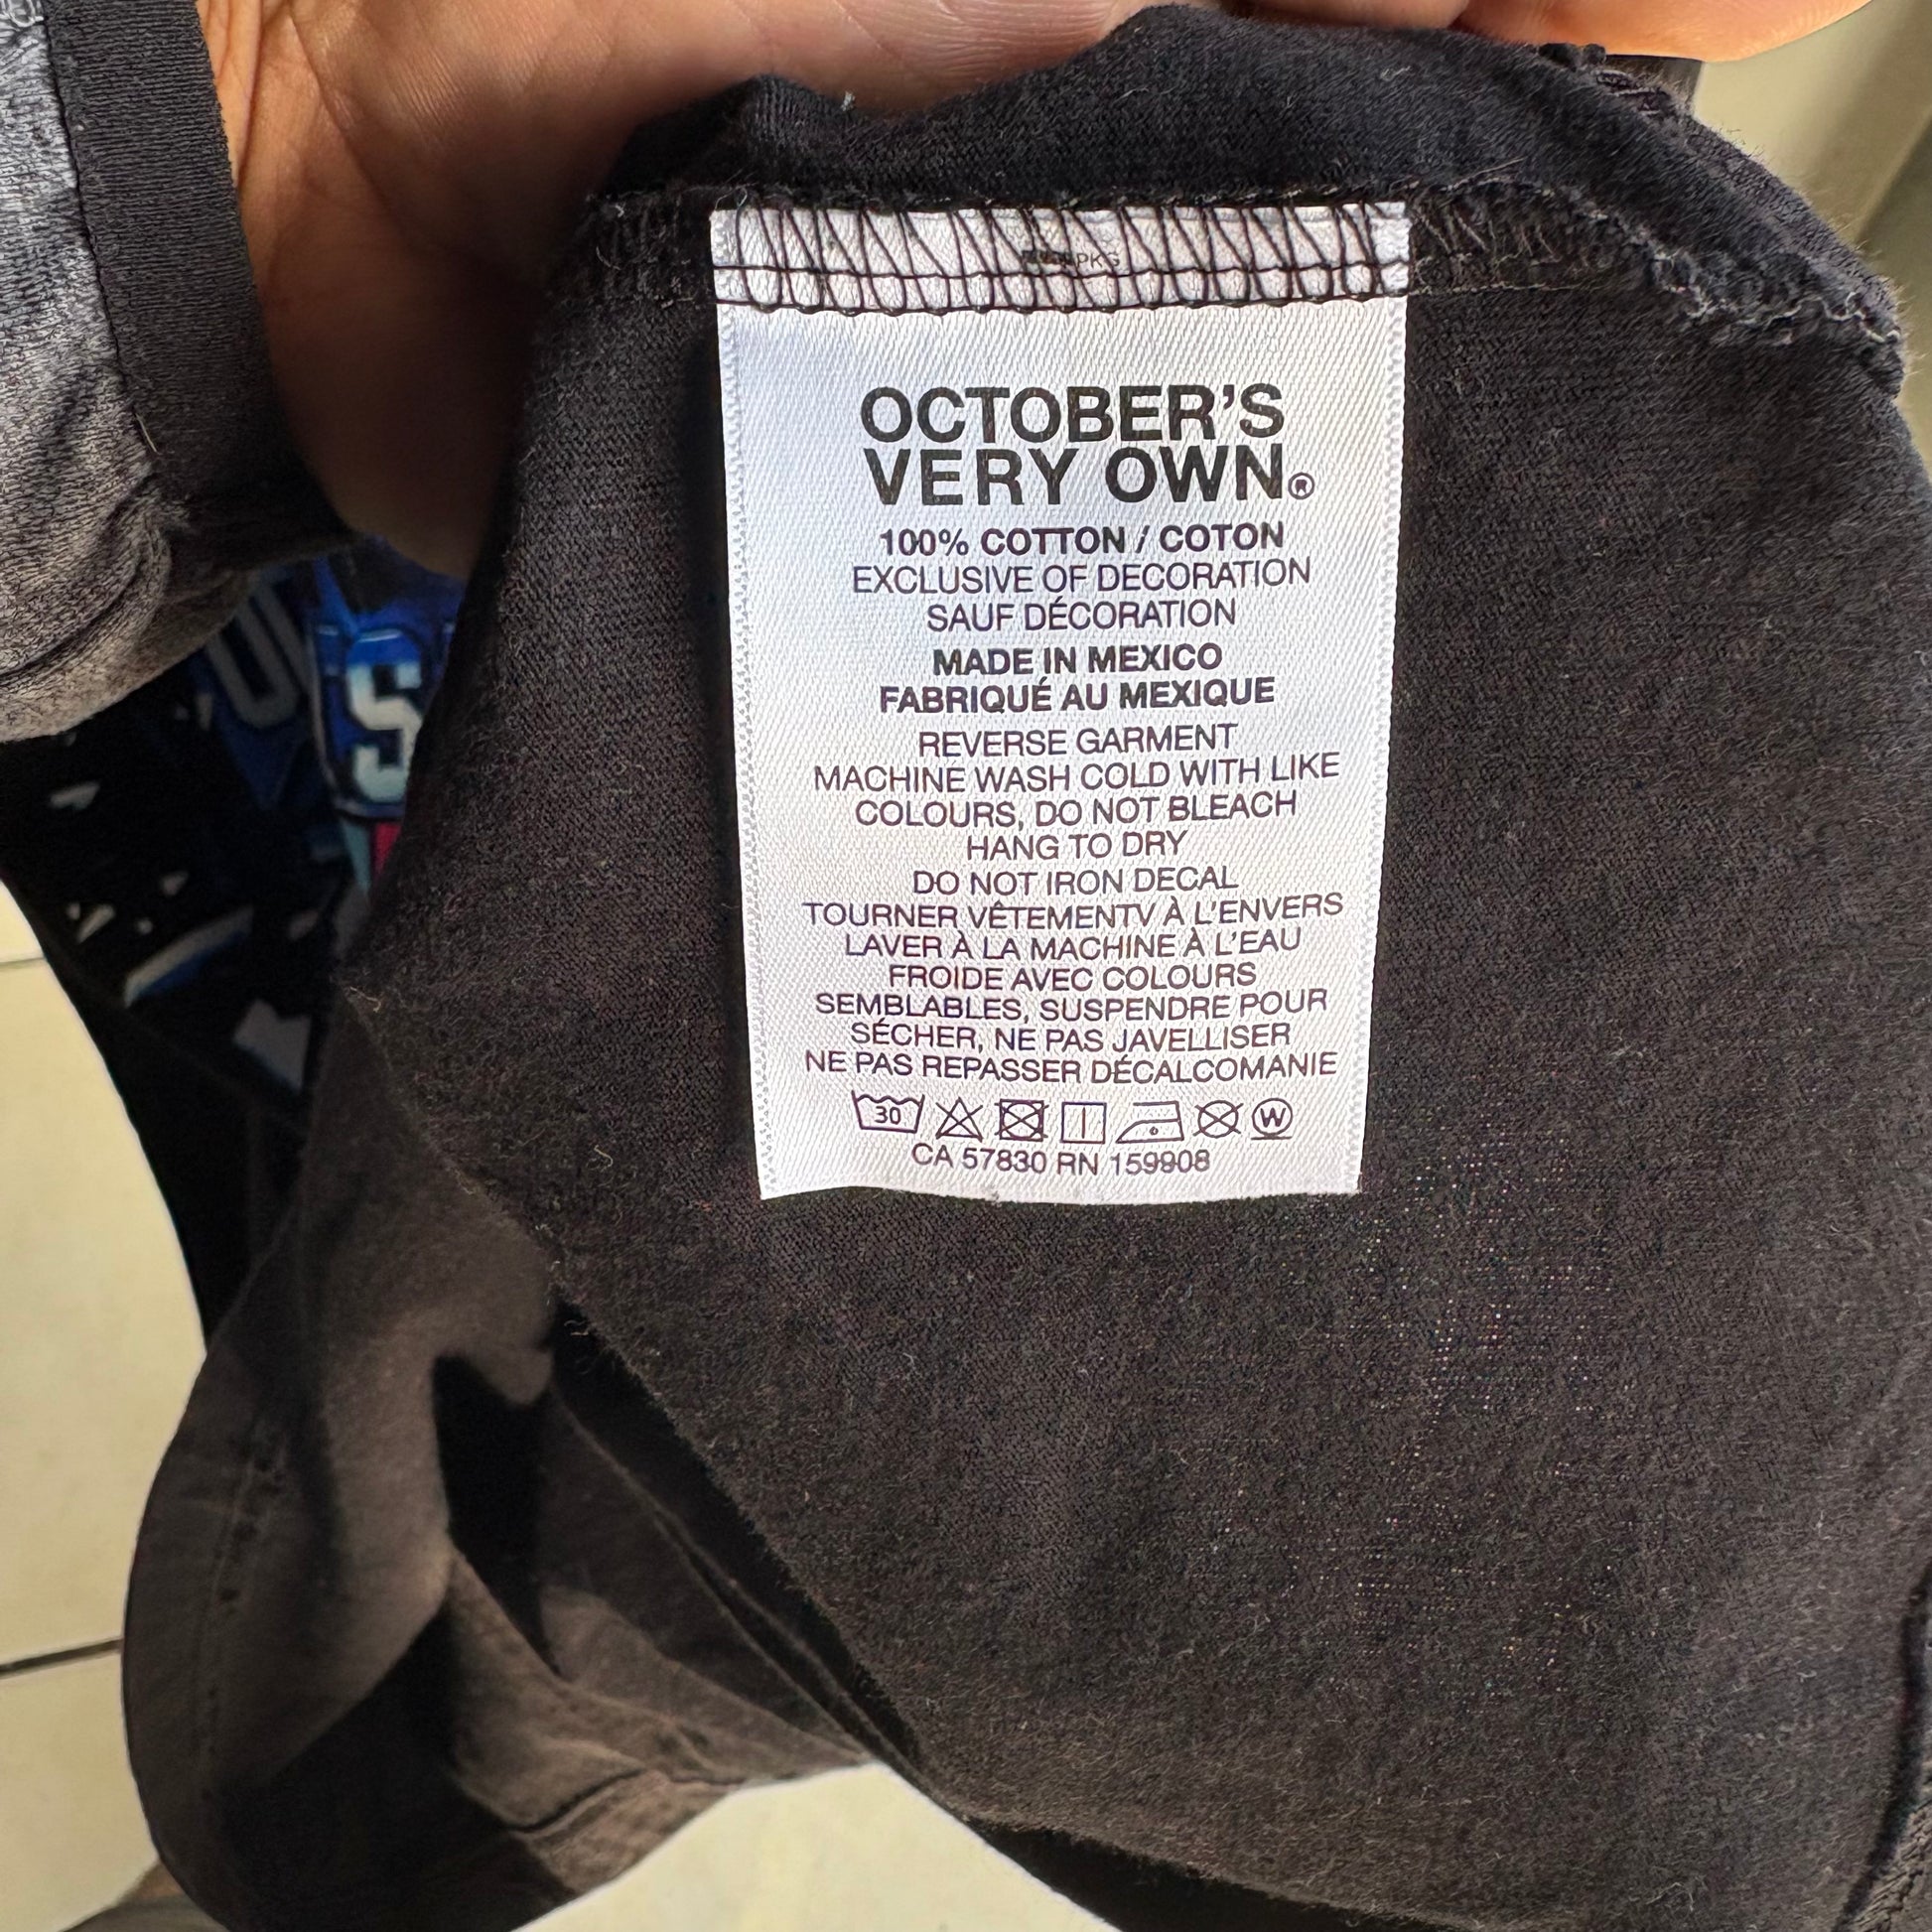 PKG
OCTOBER'S
VERY OWN®
100% COTTON / COTON
EXCLUSIVE OF DECORATION
SAUF DÉCORATION
MADE IN MEXICO
FABRIQUÉ AU MEXIQUE
REVERSE GARMENT
MACHINE WASH COLD WITH LIKE
COLOURS, DO NOT BLEACH
HANG TO DRY
DO NOT IRON DECAL
TOURNER VÊTEMENTV À L'ENVERS
LAVER À LA MACHINE À L'EAU
FROIDE AVEC COLOURS
SEMBLABLES, SUSPENDRE POUR
SÉCHER, NE PAS JAVELLISER
NE PAS REPASSER DÉCALCOMANIE
30 W
CA 57830 RN 159908